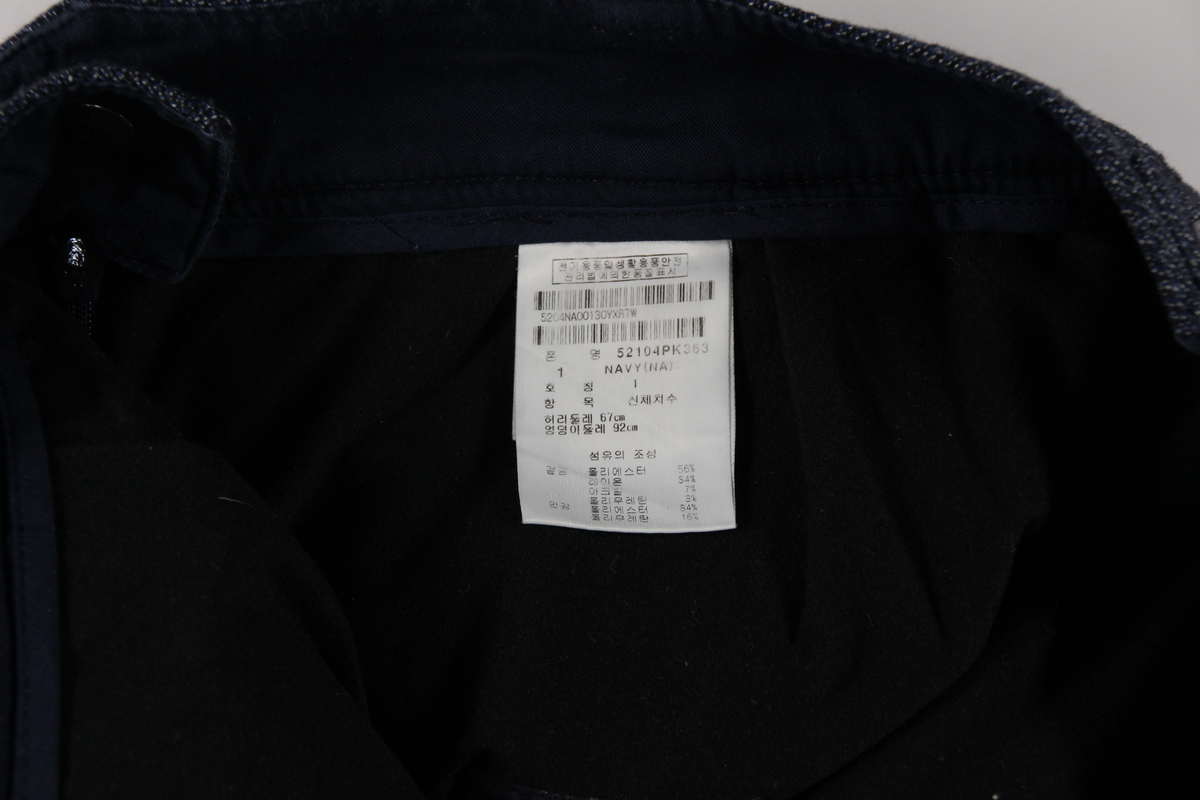 전기용품및생활용품안전
관리법에의한품질표시
5204NA00130YXR7W
품 명 52104PK363
1 NAVY(NA)
호 칭 1
항 목 신체치수
허리둘레 67cm
엉덩이둘레 92cm
섬유의 조성
겉감 폴리에스터 56%
레이온 34%
아크릴 7%
폴리우레탄 3%
안감 폴리에스터 84%
폴리우레탄 16%